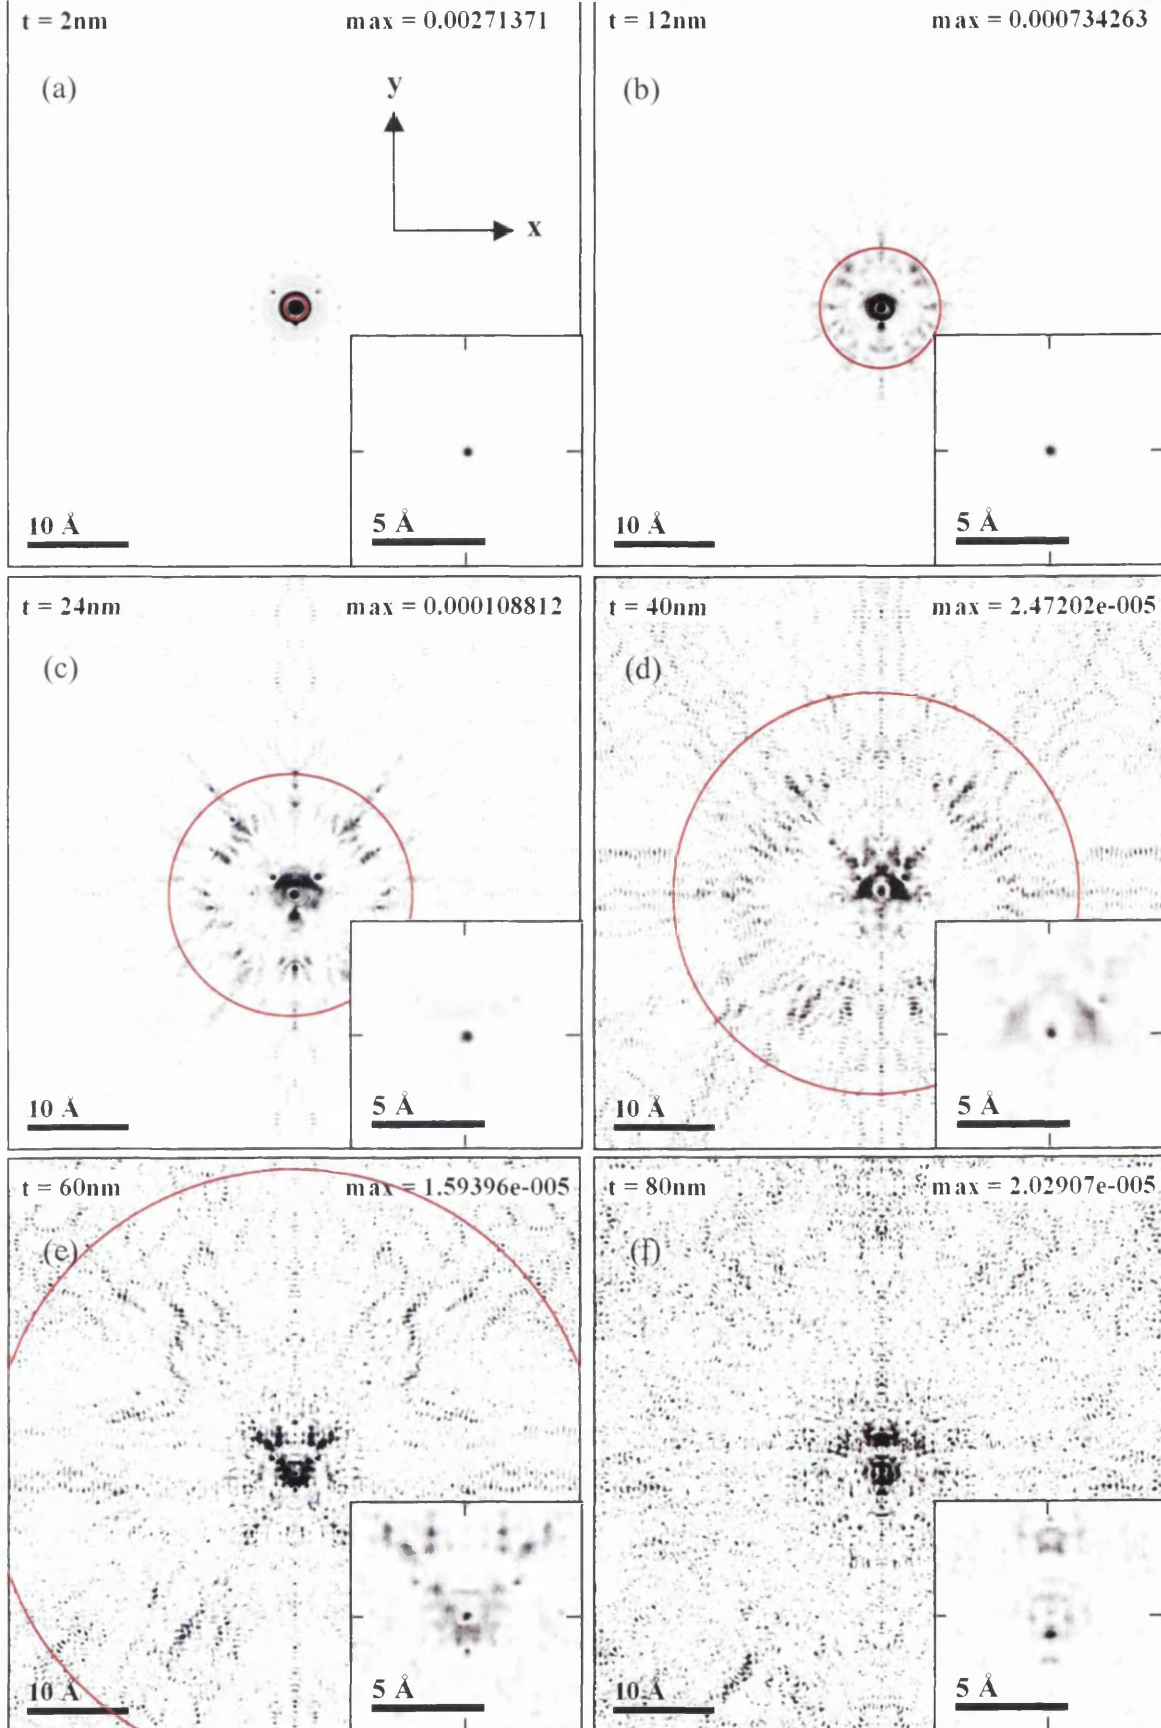 t = 2nm
max = 0.00271371
(a)
y
x
10 Å
5 Å
t = 12nm
max = 0.000734263
(b)
10 Å
5 Å
t = 24nm
max = 0.000108812
(c)
10 Å
5 Å
t = 40nm
max = 2.47202e-005
(d)
10 Å
5 Å
t = 60nm
max = 1.59396e-005
(e)
10 Å
5 Å
t = 80nm
max = 2.02907e-005
(f)
10 Å
5 Å